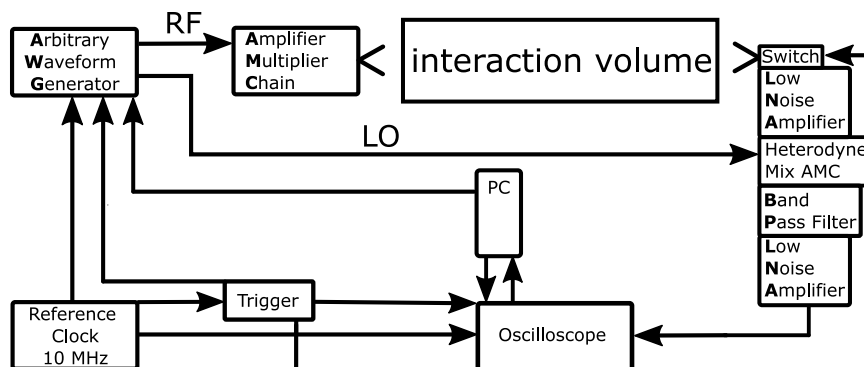 RF
Arbitrary
Waveform
Generator
Amplifier
Multiplier
Chain
interaction volume
Switch
Low
Noise
Amplifier
LO
Heterodyne
Mix AMC
PC
Band
Pass Filter
Low
Noise
Amplifier
Trigger
Reference
Clock
10 MHz
Oscilloscope